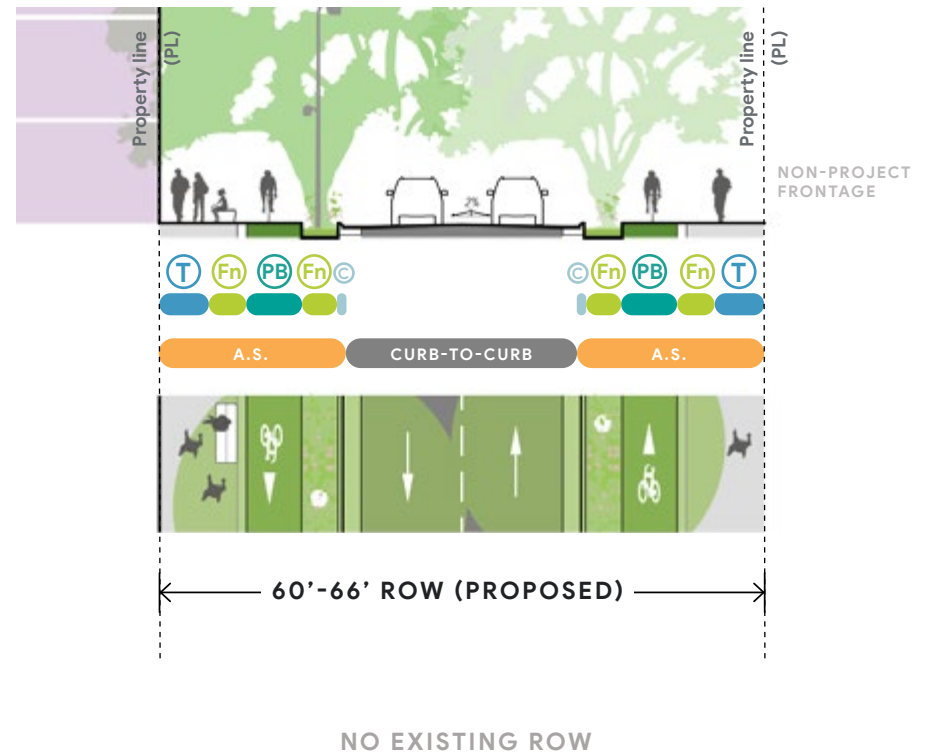 Property line
(PL)
Property line
(PL)
NON-PROJECT
FRONTAGE
2%
T Fn PB Fn C
C Fn PB Fn T
A.S.
CURB-TO-CURB
A.S.
60’-66’ ROW (PROPOSED)
NO EXISTING ROW